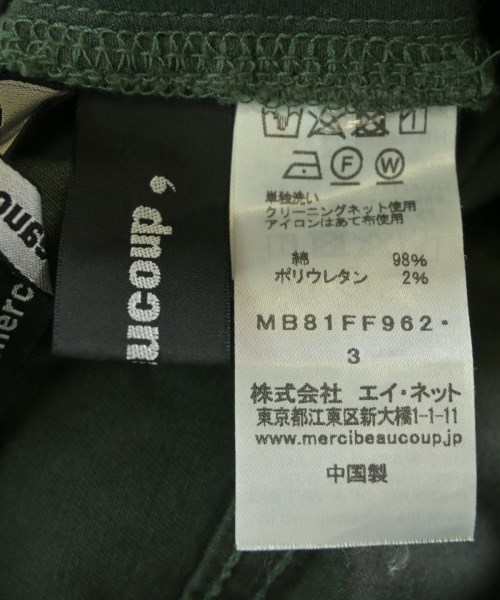 ucoup,
F
W
単独洗い
クリーニングネット使用
アイロンはあて布使用
綿 98%
ポリウレタン 2%
MB81FF962・
3
株式会社 エイ・ネット
東京都江東区新大橋1-1-11
www.mercibeaucoup.jp
中国製
merc